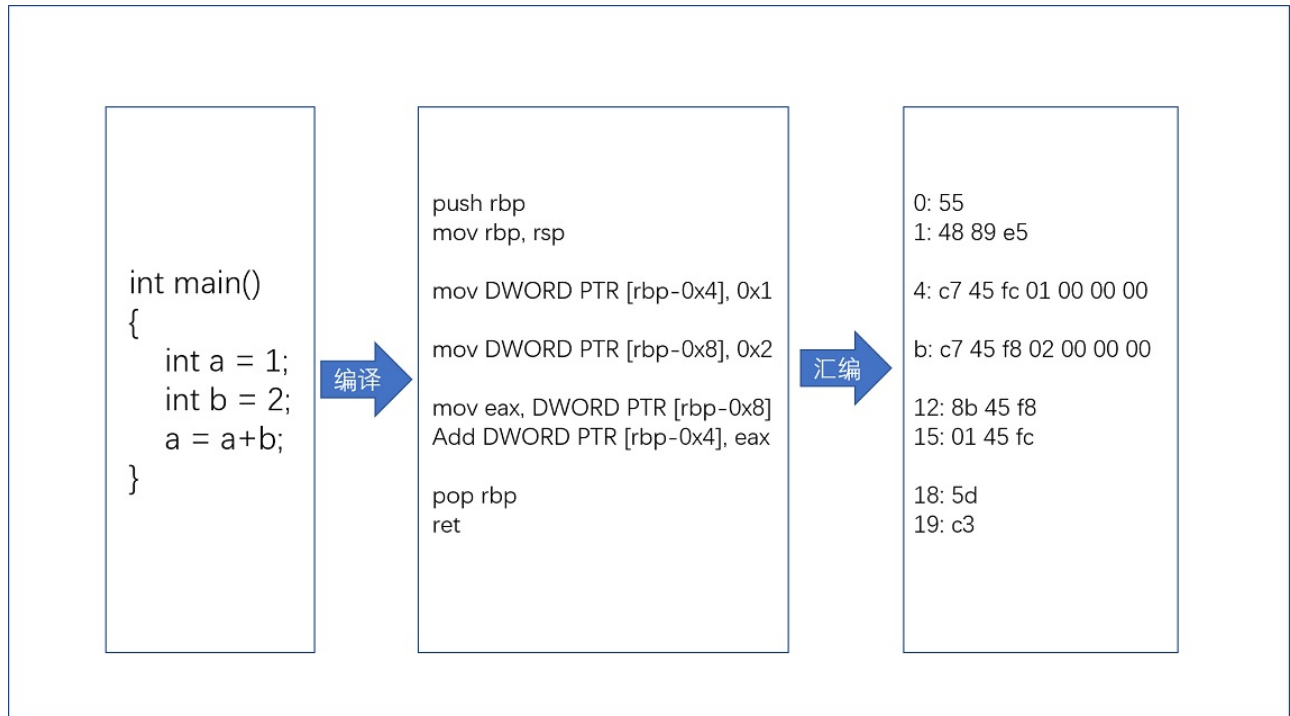 int main()
{
int a = 1;
int b = 2;
a = a+b;
}
编译
push rbp
mov rbp, rsp
mov DWORD PTR [rbp-0x4], 0x1
mov DWORD PTR [rbp-0x8], 0x2
mov eax, DWORD PTR [rbp-0x8]
Add DWORD PTR [rbp-0x4], eax
pop rbp
ret
汇编
0: 55
1: 48 89 e5
4: c7 45 fc 01 00 00 00
b: c7 45 f8 02 00 00 00
12: 8b 45 f8
15: 01 45 fc
18: 5d
19: c3